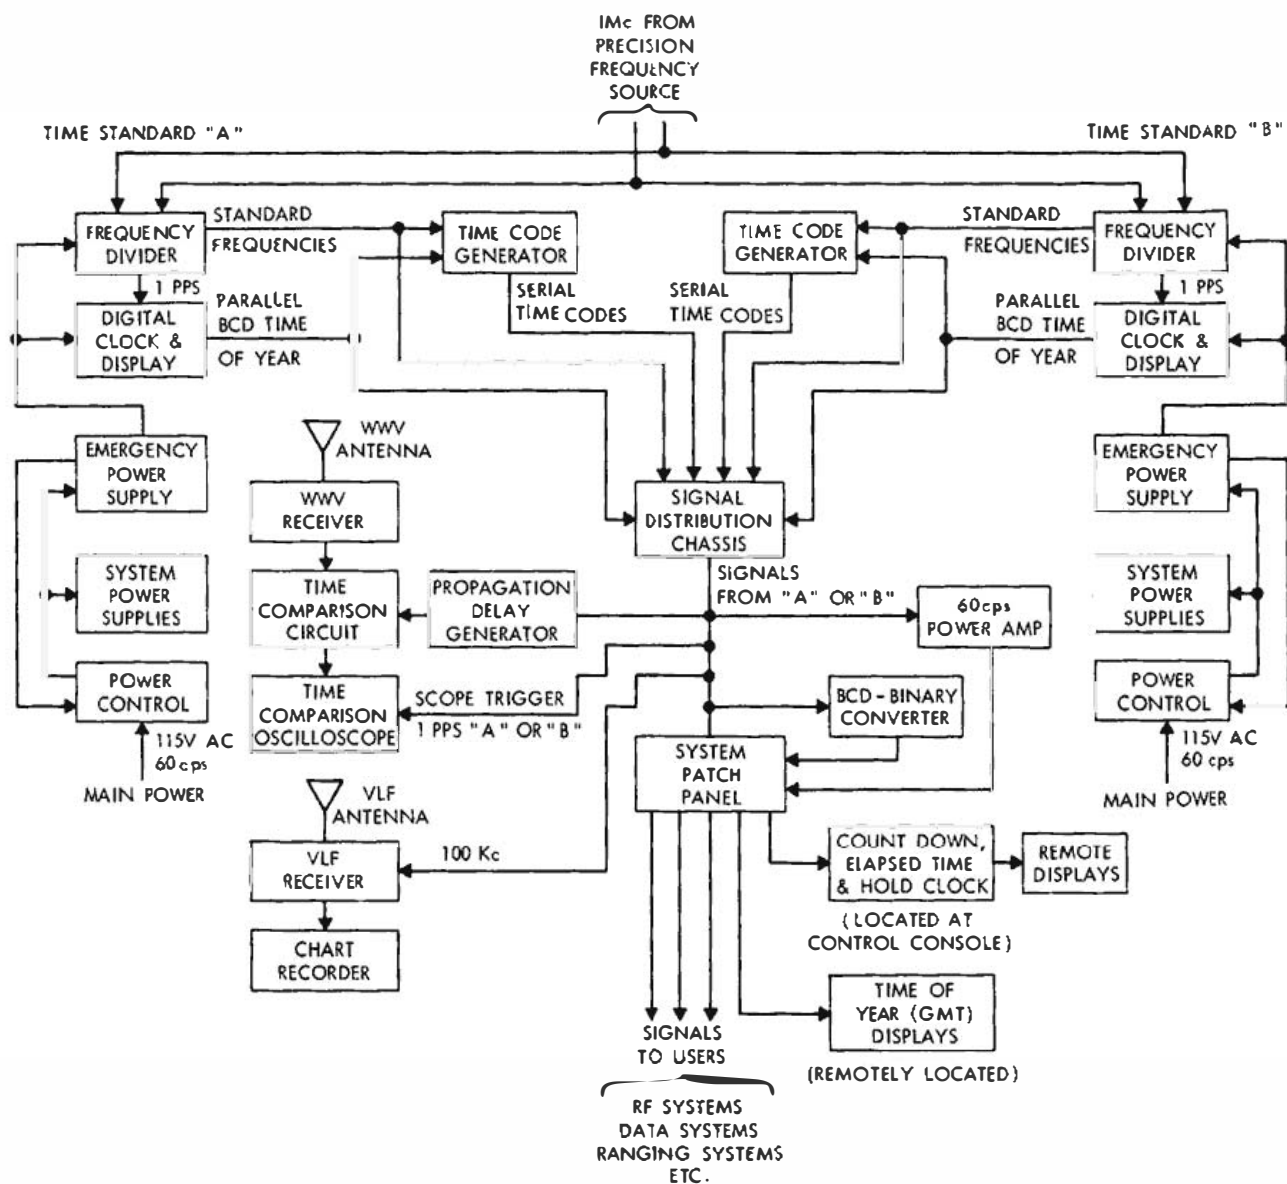 1Mc FROM
PRECISION
FREQUENCY
SOURCE
TIME STANDARD "A"
TIME STANDARD "B"
FREQUENCY
DIVIDER
STANDARD
FREQUENCIES
TIME CODE
GENERATOR
TIME CODE
GENERATOR
STANDARD
FREQUENCIES
FREQUENCY
DIVIDER
1 PPS
SERIAL
TIME CODES
SERIAL
TIME CODES
1 PPS
DIGITAL
CLOCK &
DISPLAY
PARALLEL
BCD TIME
OF YEAR
PARALLEL
BCD TIME
OF YEAR
DIGITAL
CLOCK &
DISPLAY
WWV
ANTENNA
EMERGENCY
POWER
SUPPLY
WWV
RECEIVER
SIGNAL
DISTRIBUTION
CHASSIS
EMERGENCY
POWER
SUPPLY
SYSTEM
POWER
SUPPLIES
TIME
COMPARISON
CIRCUIT
PROPAGATION
DELAY
GENERATOR
SIGNALS
FROM "A" OR "B"
60cps
POWER AMP
SYSTEM
POWER
SUPPLIES
POWER
CONTROL
TIME
COMPARISON
OSCILLOSCOPE
SCOPE TRIGGER
1 PPS "A" OR "B"
BCD-BINARY
CONVERTER
POWER
CONTROL
115V AC
60 cps
MAIN POWER
SYSTEM
PATCH
PANEL
115V AC
60 cps
MAIN POWER
VLF
ANTENNA
VLF
RECEIVER
100 Kc
COUNT DOWN,
ELAPSED TIME
& HOLD CLOCK
REMOTE
DISPLAYS
(LOCATED AT
CONTROL CONSOLE)
CHART
RECORDER
TIME OF
YEAR (GMT)
DISPLAYS
(REMOTELY LOCATED)
SIGNALS
TO USERS
RF SYSTEMS
DATA SYSTEMS
RANGING SYSTEMS
ETC.